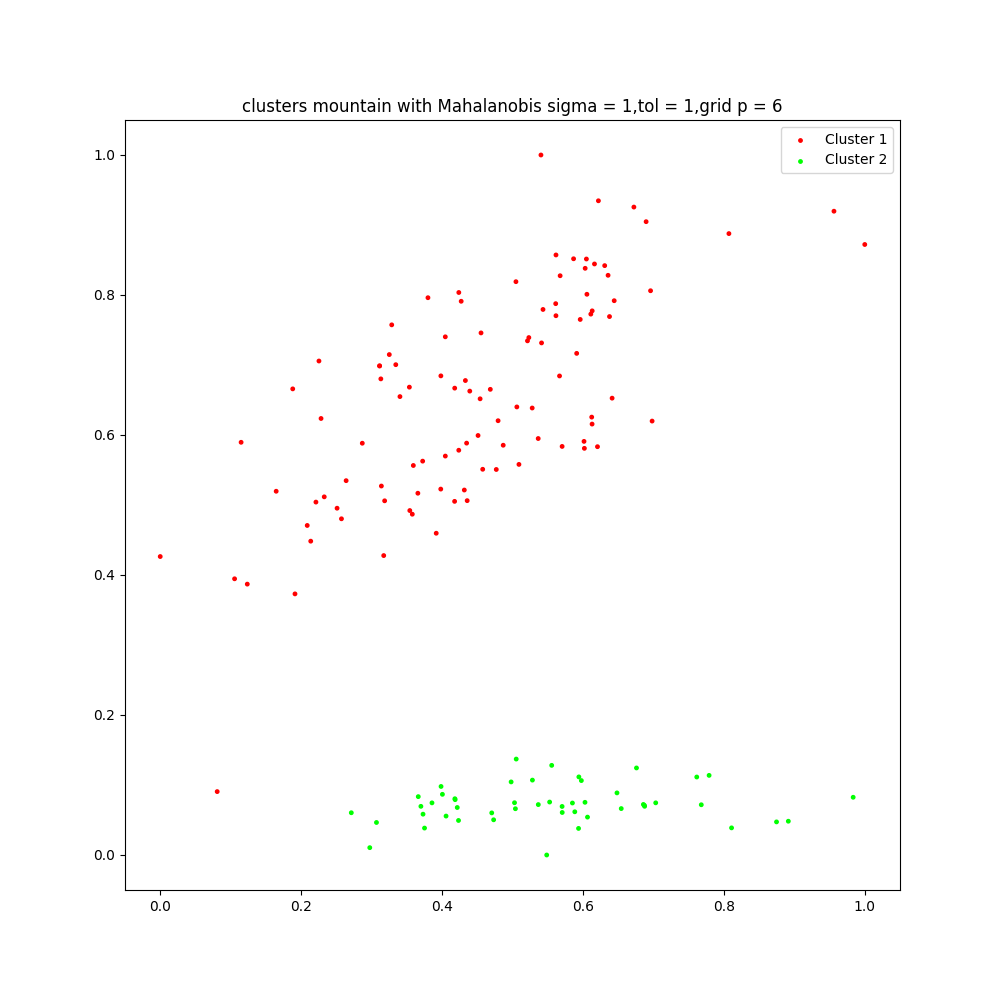 clusters mountain with Mahalanobis sigma = 1,tol = 1,grid p = 6
Cluster 1
Cluster 2
1.0
0.8
0.6
0.4
0.2
0.0
0.0 0.2 0.4 0.6 0.8 1.0